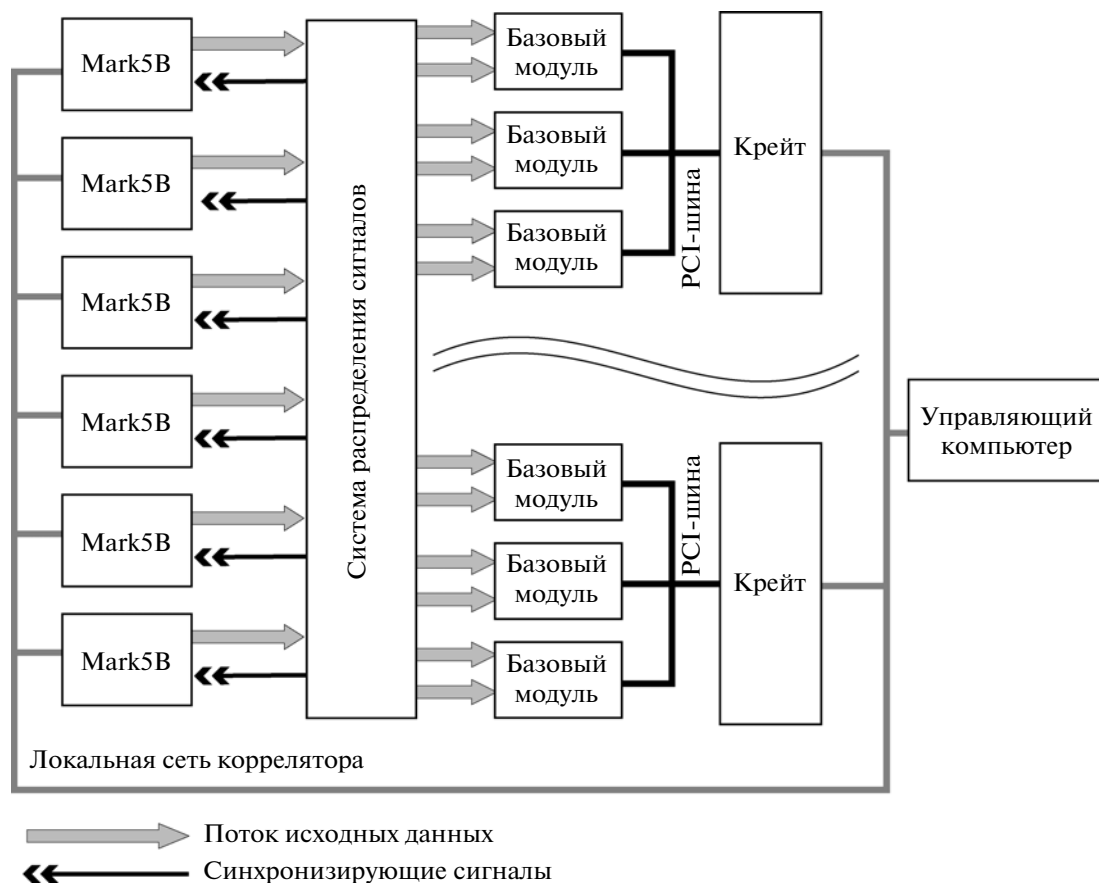 Mark5B
Mark5B
Mark5B
Mark5B
Mark5B
Mark5B
Система распределения сигналов
Базовый
модуль
Базовый
модуль
Базовый
модуль
PCI-шина
Крейт
Базовый
модуль
Базовый
модуль
Базовый
модуль
PCI-шина
Крейт
Управляющий
компьютер
Локальная сеть коррелятора
Поток исходных данных
Синхронизирующие сигналы